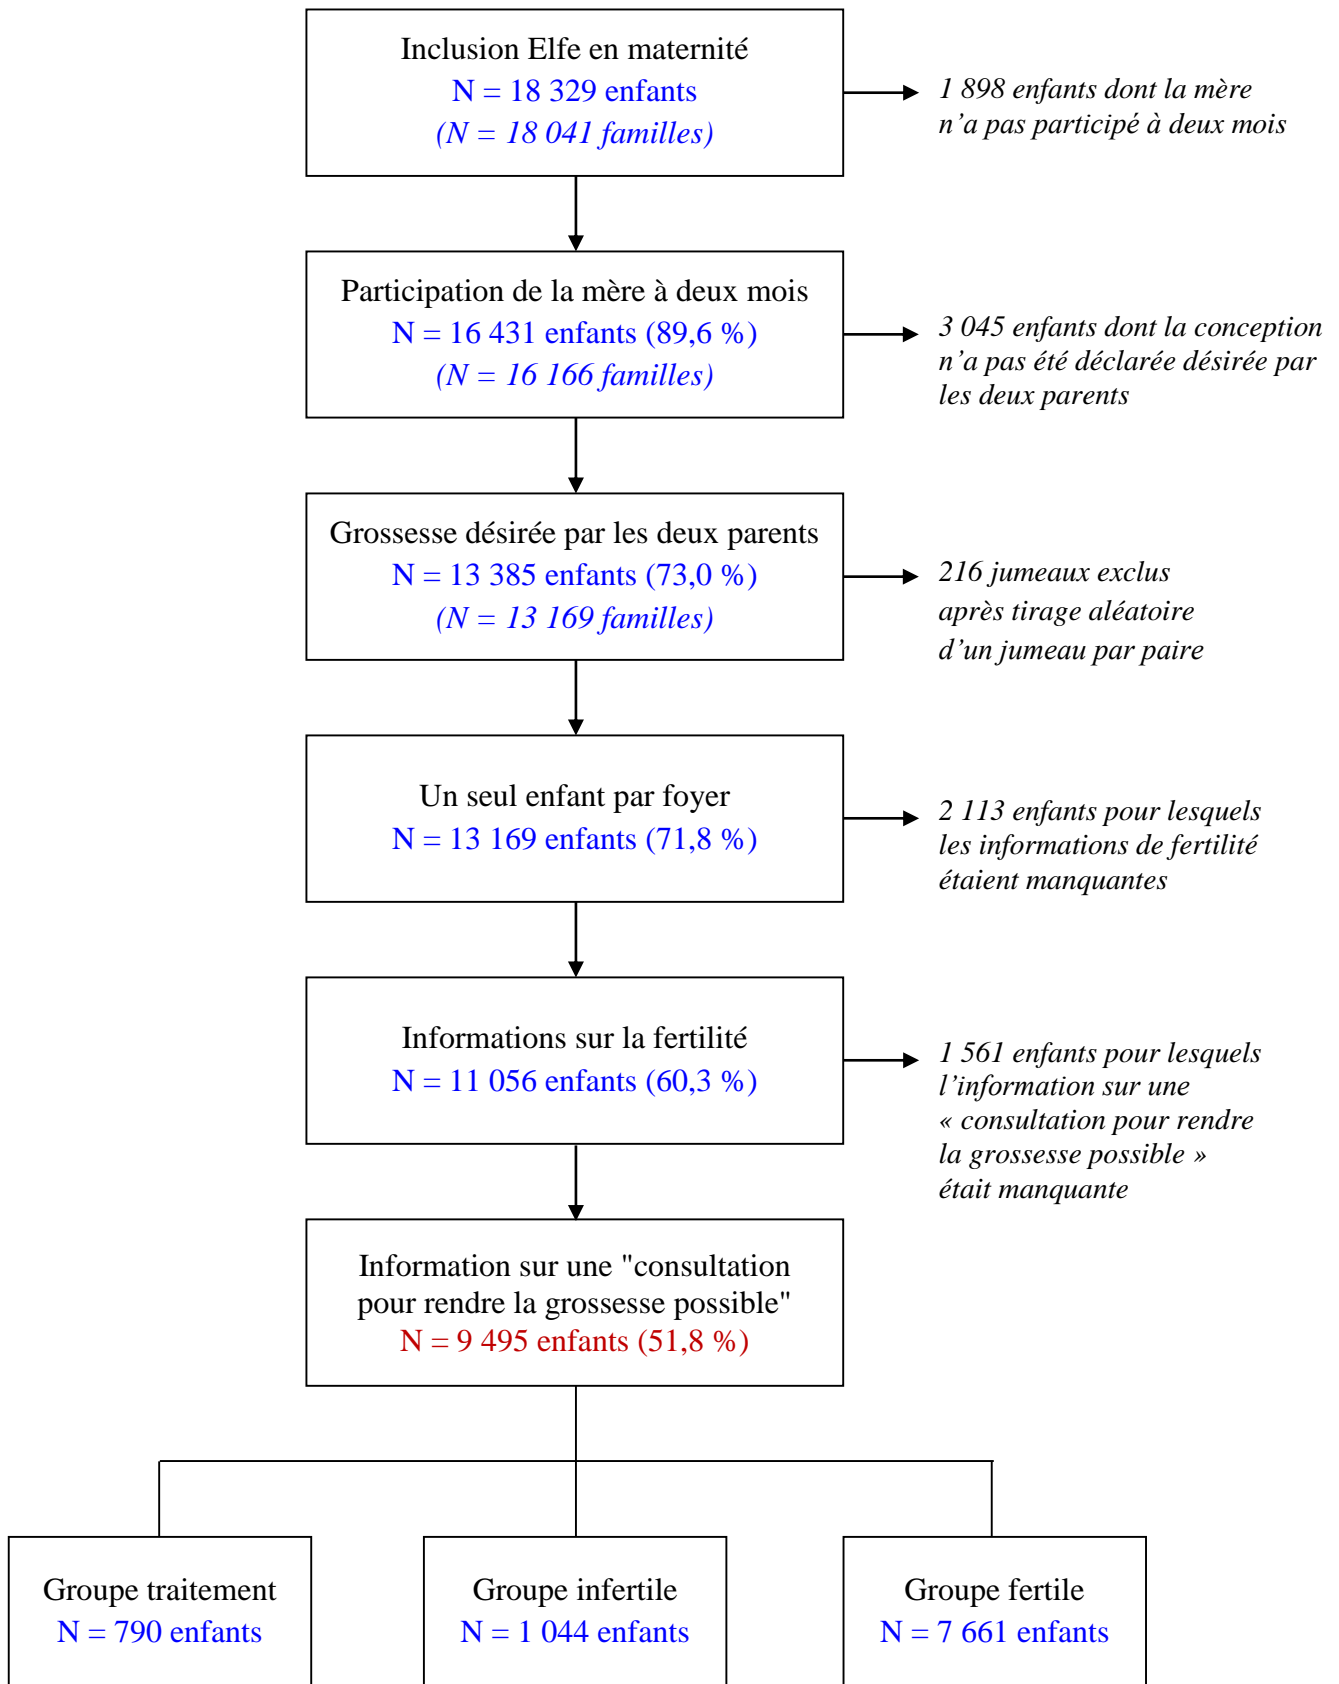 Inclusion Elfe en maternité
N = 18 329 enfants
(N = 18 041 familles)
1 898 enfants dont la mère
n'a pas participé à deux mois
Participation de la mère à deux mois
N = 16 431 enfants (89,6 %)
(N = 16 166 familles)
3 045 enfants dont la conception
n'a pas été déclarée désirée par
les deux parents
Grossesse désirée par les deux parents
N = 13 385 enfants (73,0 %)
(N = 13 169 familles)
216 jumeaux exclus
après tirage aléatoire
d’un jumeau par paire
Un seul enfant par foyer
N = 13 169 enfants (71,8 %)
2 113 enfants pour lesquels
les informations de fertilité
étaient manquantes
Informations sur la fertilité
N = 11 056 enfants (60,3 %)
1 561 enfants pour lesquels
l’information sur une
« consultation pour rendre
la grossesse possible »
était manquante
Information sur une "consultation
pour rendre la grossesse possible"
N = 9 495 enfants (51,8 %)
Groupe traitement
N = 790 enfants
Groupe infertile
N = 1 044 enfants
Groupe fertile
N = 7 661 enfants